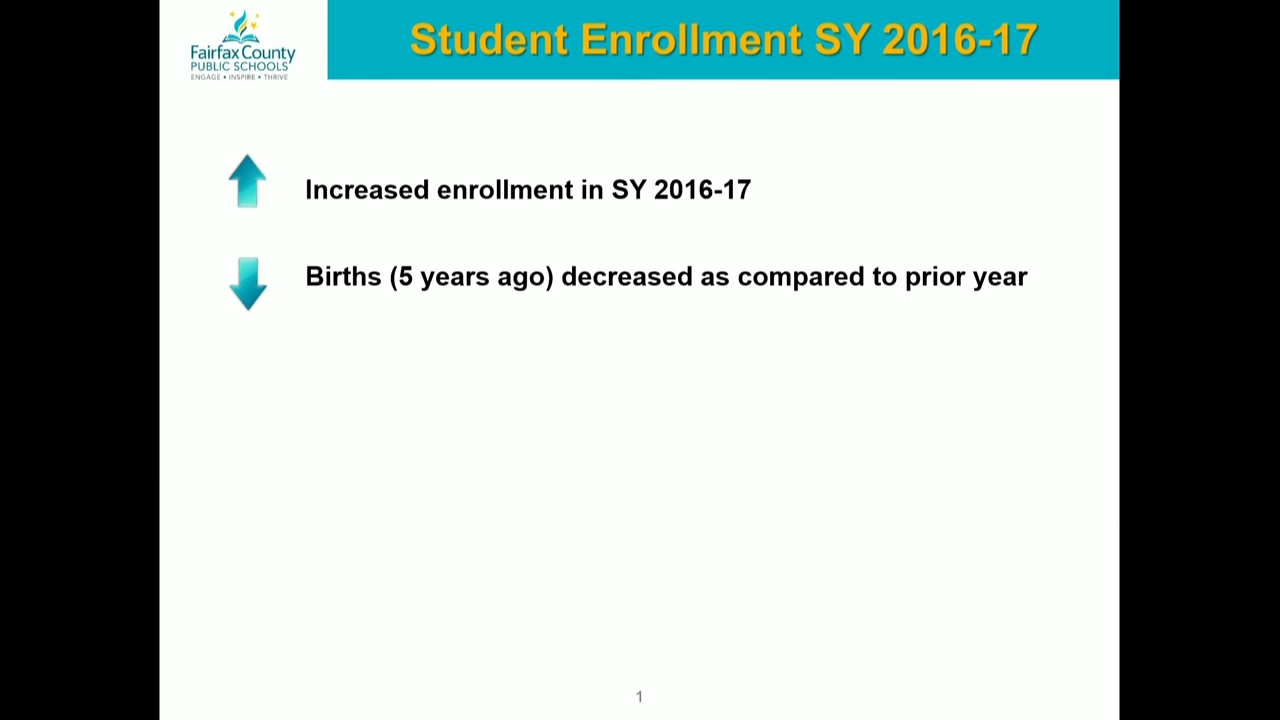 Fairfax County
PUBLIC SCHOOLS
ENGAGE • INSPIRE • THRIVE
Student Enrollment SY 2016-17
Increased enrollment in SY 2016-17
Births (5 years ago) decreased as compared to prior year
1